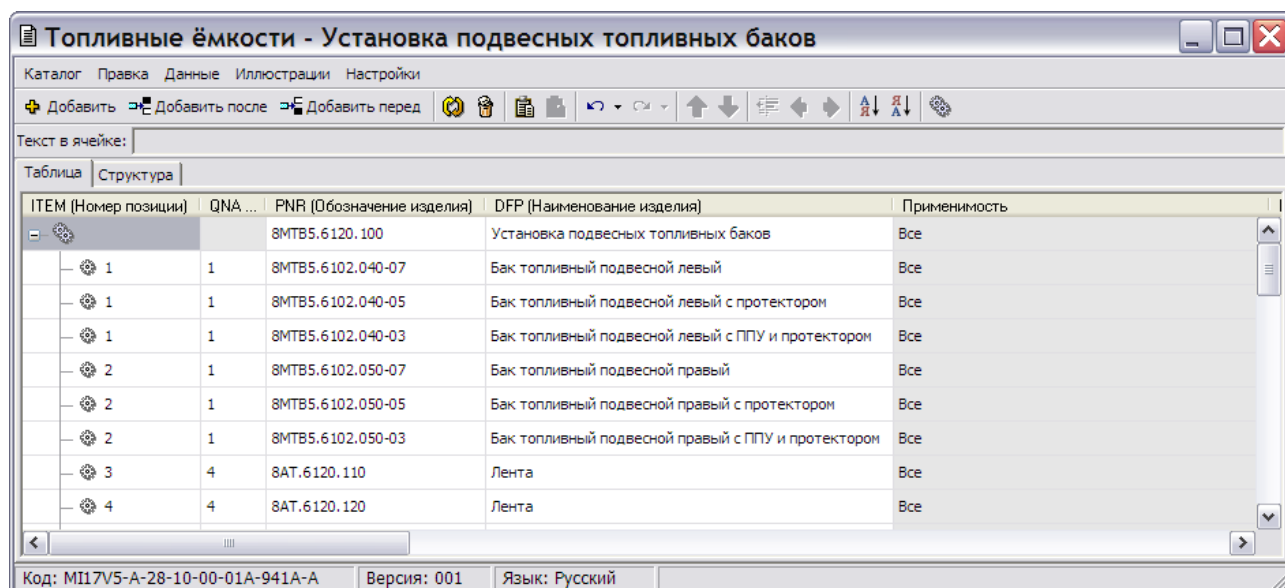 Топливные ёмкости - Установка подвесных топливных баков
Каталог Правка Данные Иллюстрации Настройки
Добавить Добавить после Добавить перед
Текст в ячейке:
Таблица Структура
ITEM (Номер позиции) QNA ... PNR (Обозначение изделия) DFP (Наименование изделия) Применимость
8МТВ5.6120.100 Установка подвесных топливных баков Все
1 1 8МТВ5.6102.040-07 Бак топливный подвесной левый Все
1 1 8МТВ5.6102.040-05 Бак топливный подвесной левый с протектором Все
1 1 8МТВ5.6102.040-03 Бак топливный подвесной левый с ППУ и протектором Все
2 1 8МТВ5.6102.050-07 Бак топливный подвесной правый Все
2 1 8МТВ5.6102.050-05 Бак топливный подвесной правый с протектором Все
2 1 8МТВ5.6102.050-03 Бак топливный подвесной правый с ППУ и протектором Все
3 4 8АТ.6120.110 Лента Все
4 4 8АТ.6120.120 Лента Все
Код: MI17V5-A-28-10-00-01A-941A-A Версия: 001 Язык: Русский